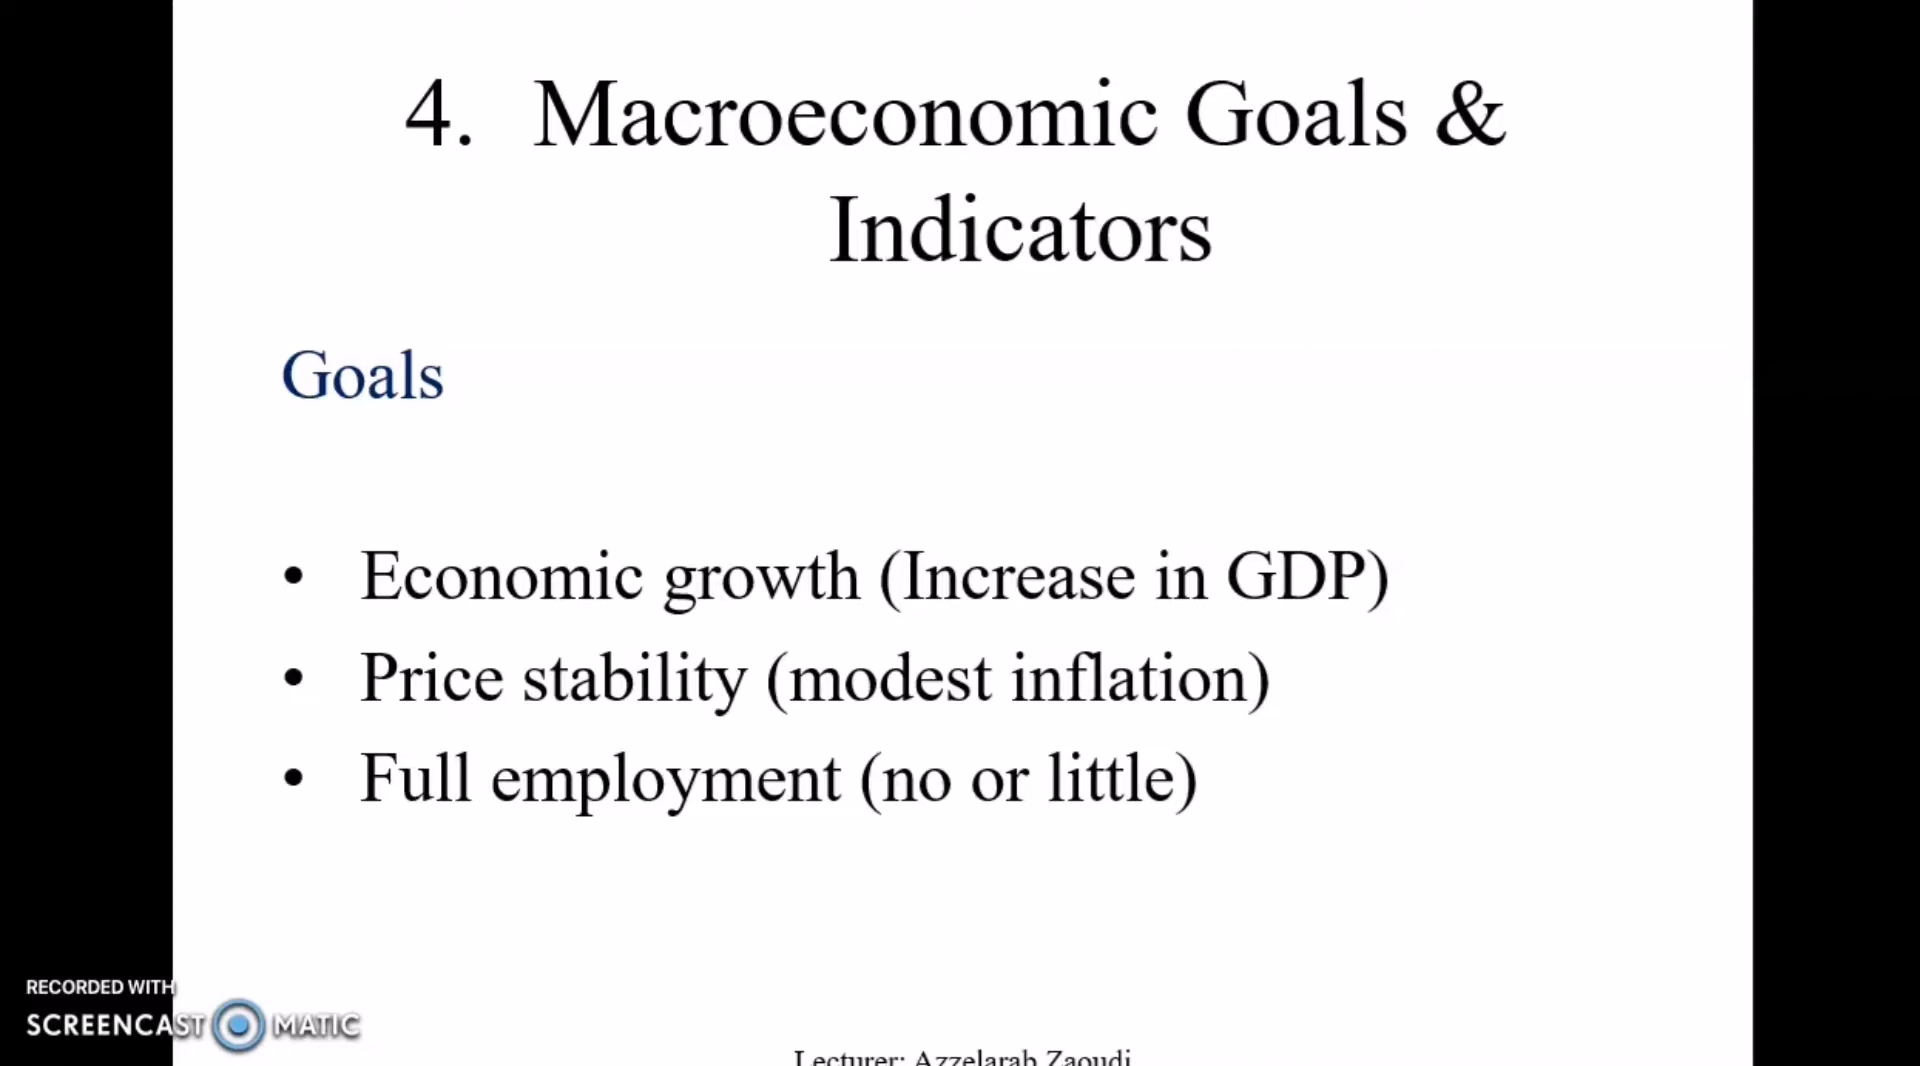 4. Macroeconomic Goals &
Indicators
Goals
• Economic growth (Increase in GDP)
• Price stability (modest inflation)
• Full employment (no or little)
RECORDED WITH
SCREENCAST MATIC
Lecturer: Azzelarab Zaoudi